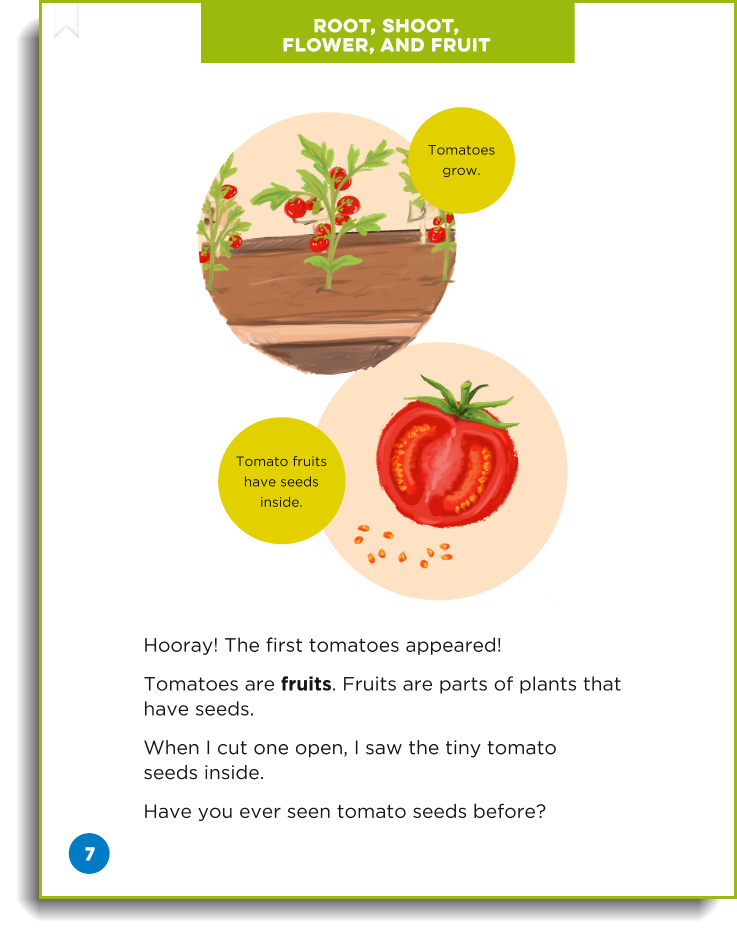 ROOT, SHOOT,
FLOWER, AND FRUIT
Tomatoes
grow.
Tomato fruits
have seeds
inside.
Hooray! The first tomatoes appeared!
Tomatoes are fruits. Fruits are parts of plants that
have seeds.
When I cut one open, I saw the tiny tomato
seeds inside.
Have you ever seen tomato seeds before?
7